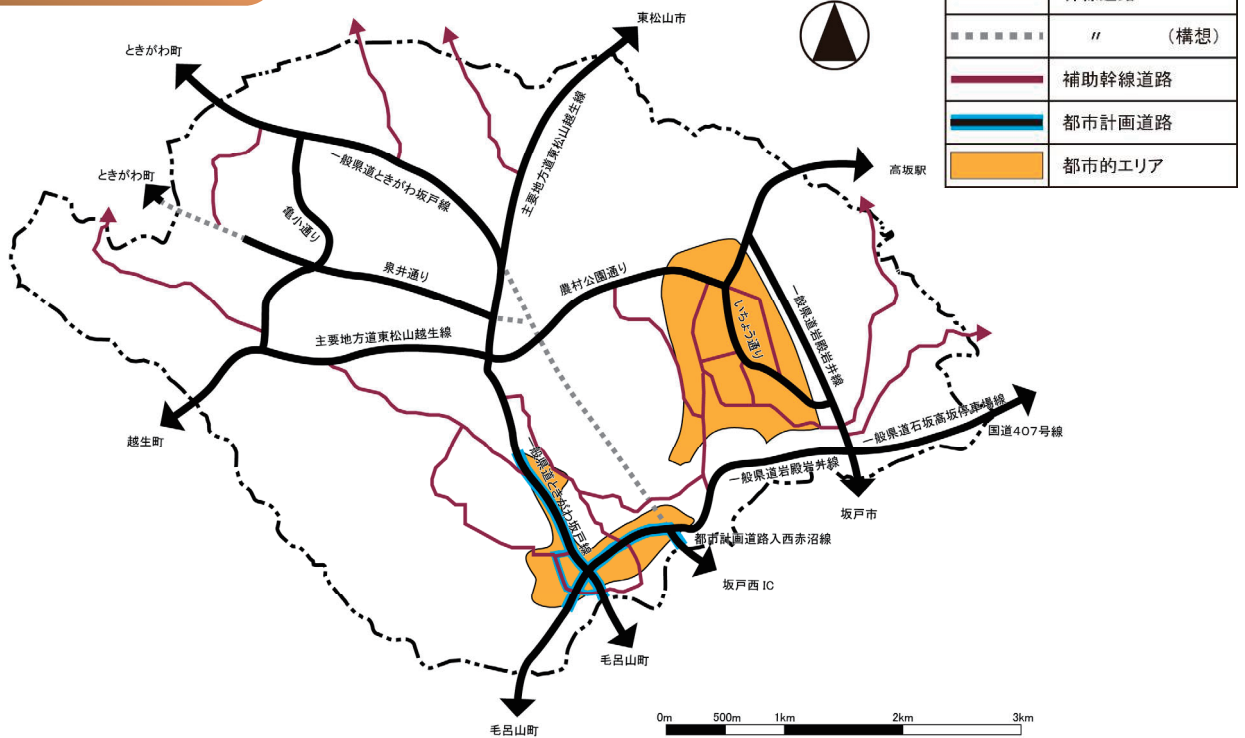 〃 (構想)
補助幹線道路
都市計画道路
都市的エリア
東松山市
ときがわ町
高坂駅
ときがわ町
主要地方道東松山越生線
一般県道ときがわ坂戸線
亀小通り
泉井通り
農村公園通り
いちょう通り
一般県道岩殿岩井線
主要地方道東松山越生線
越生町
一般県道石坂高坂停車場線
国道407号線
一般県道岩殿岩井線
坂戸市
一般県道ときがわ坂戸線
都市計画道路入西赤沼線
坂戸西IC
毛呂山町
毛呂山町
0m 500m 1km 2km 3km